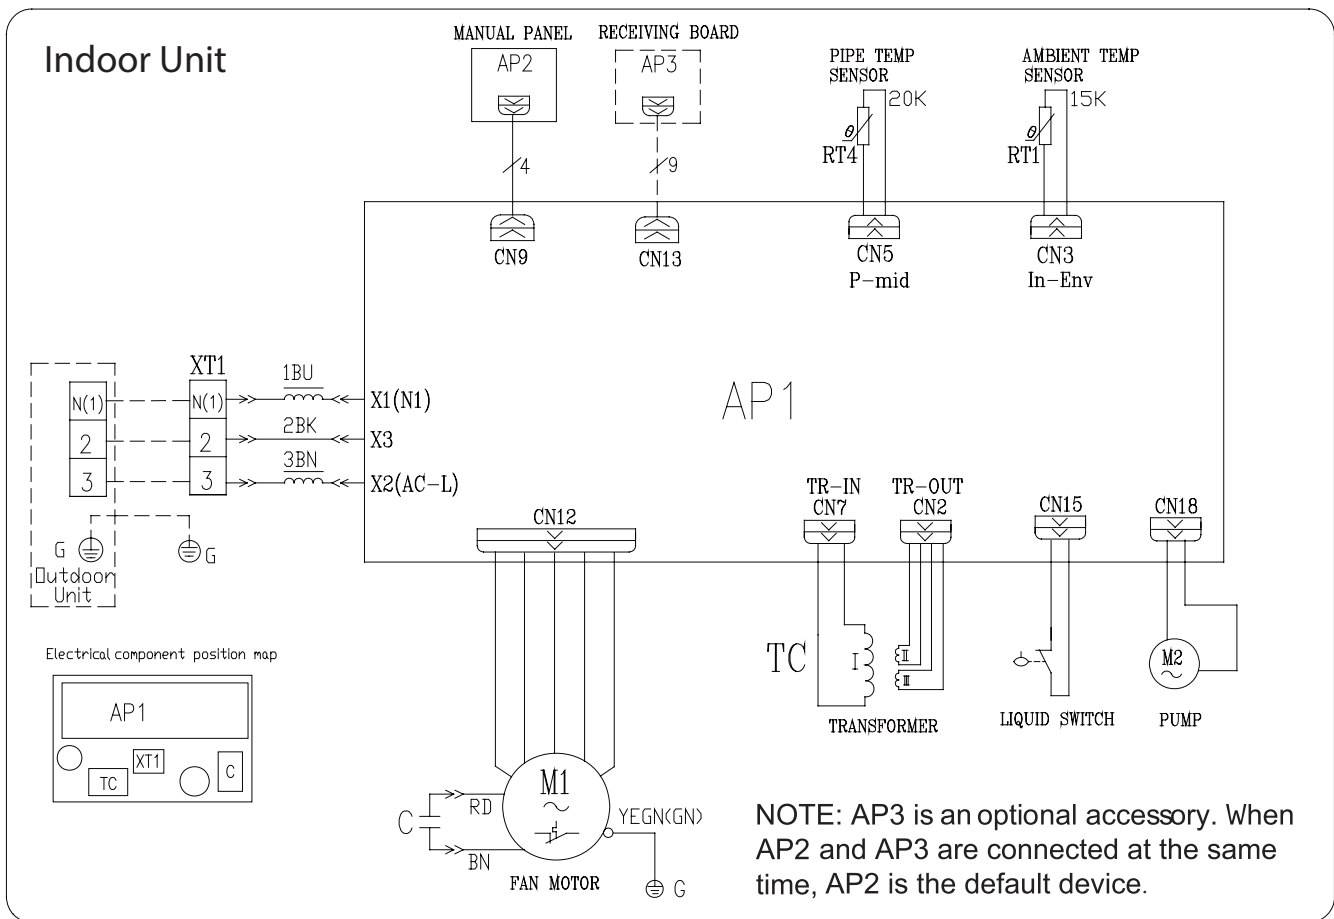 Indoor Unit
MANUAL PANEL
AP2
4
CN9
RECEIVING BOARD
AP3
9
CN13
PIPE TEMP
SENSOR
20K
θ
RT4
CN5
P-mid
AMBIENT TEMP
SENSOR
15K
θ
RT1
CN3
In-Env
AP1
XT1
N(1)
2
3
N(1)
2
3
1BU
2BK
3BN
X1(N1)
X3
X2(AC-L)
G
G
Outdoor
Unit
CN12
TR-IN
CN7
TR-OUT
CN2
CN15
CN18
TC
I
II
III
TRANSFORMER
LIQUID SWITCH
M2
PUMP
Electrical component position map
AP1
XT1
TC
C
C
RD
BN
M1
YEGN(GN)
G
FAN MOTOR
NOTE: AP3 is an optional accessory. When
AP2 and AP3 are connected at the same
time, AP2 is the default device.